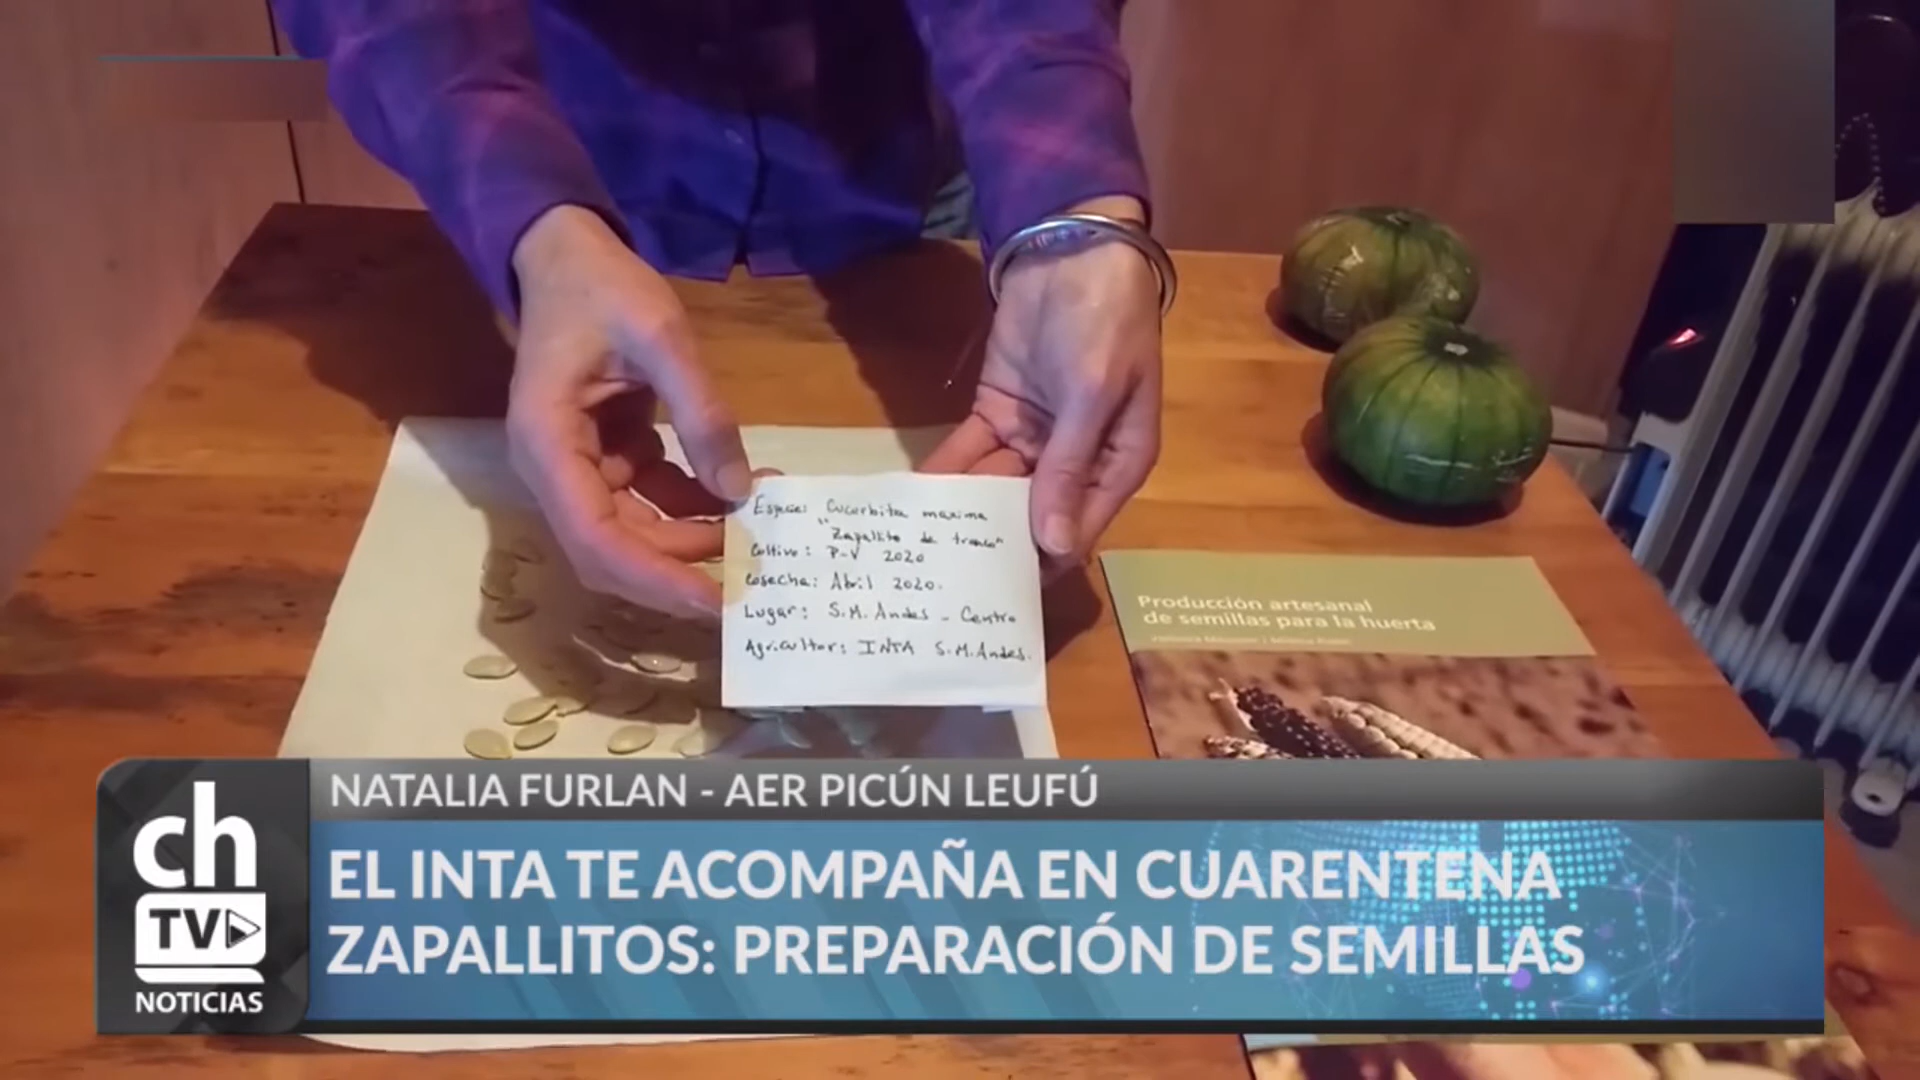 Especie: Cucurbita maxima
"Zapallito de tronco"
Cultivo: P-V 2020
Cosecha: Abril 2020.
Lugar: S.M. Andes - Centro
Agricultor: INTA S.M.Andes.
Producción artesanal
de semillas para la huerta
NATALIA FURLAN - AER PICÚN LEUFÚ
EL INTA TE ACOMPAÑA EN CUARENTENA
ZAPALLITOS: PREPARACIÓN DE SEMILLAS
ch
TV
NOTICIAS